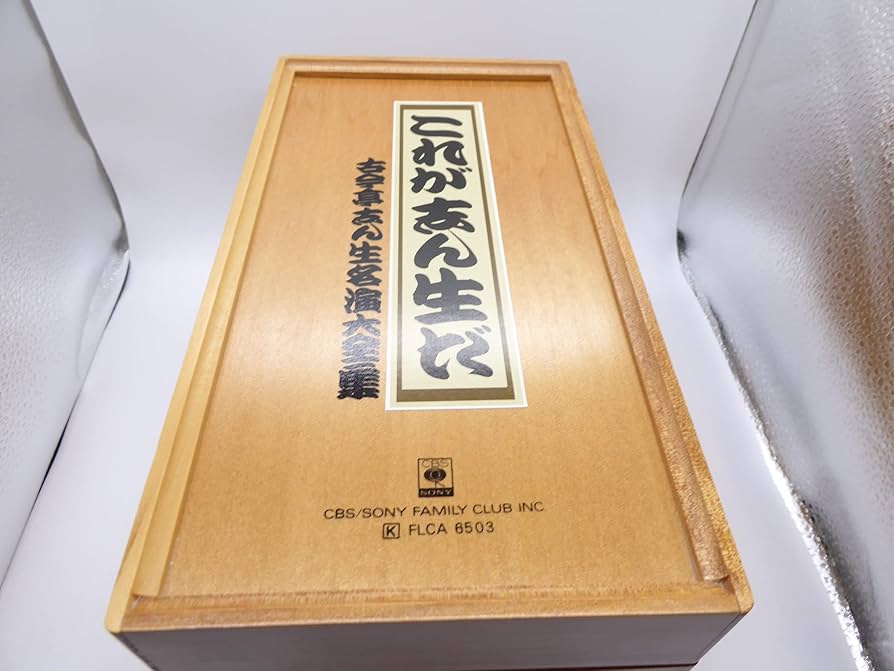 これが志ん生だ
古今亭志ん生名演大全集
CBS
SONY
CBS/SONY FAMILY CLUB INC
K FLCA 6503